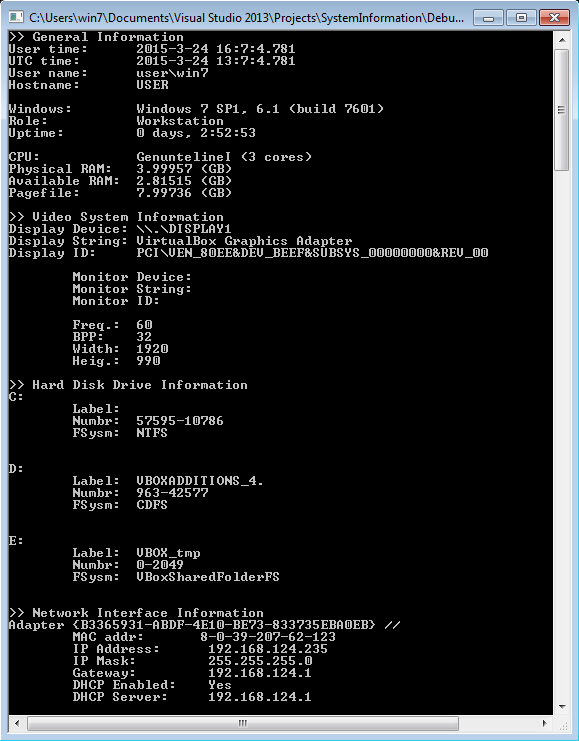 C:\Users\win7\Documents\Visual Studio 2013\Projects\SystemInformation\Debu...
>> General Information
User time:      2015-3-24 16:7:4.781
UTC time:       2015-3-24 13:7:4.781
User name:      user\win7
Hostname:       USER
Windows:        Windows 7 SP1, 6.1 (build 7601)
Role:           Workstation
Uptime:         0 days, 2:52:53
CPU:            GenuntelineI (3 cores)
Physical RAM:   3.99957 (GB)
Available RAM:  2.81515 (GB)
Pagefile:       7.99736 (GB)
>> Video System Information
Display Device: \\.\DISPLAY1
Display String: VirtualBox Graphics Adapter
Display ID:     PCI\VEN_80EE&DEV_BEEF&SUBSYS_00000000&REV_00
Monitor Device:
Monitor String:
Monitor ID:
Freq.:  60
BPP:    32
Width:  1920
Heig.:  990
>> Hard Disk Drive Information
C:
Label:
Numbr:  57595-10786
FSysm:  NTFS
D:
Label:  VBOXADDITIONS_4.
Numbr:  963-42577
FSysm:  CDFS
E:
Label:  VBOX_tmp
Numbr:  0-2049
FSysm:  VBoxSharedFolderFS
>> Network Interface Information
Adapter {B3365931-ABDF-4E10-BE73-833735EBA0EB} //
MAC addr:       8-0-39-207-62-123
IP Address:      192.168.124.235
IP Mask:         255.255.255.0
Gateway:         192.168.124.1
DHCP Enabled:    Yes
DHCP Server:     192.168.124.1